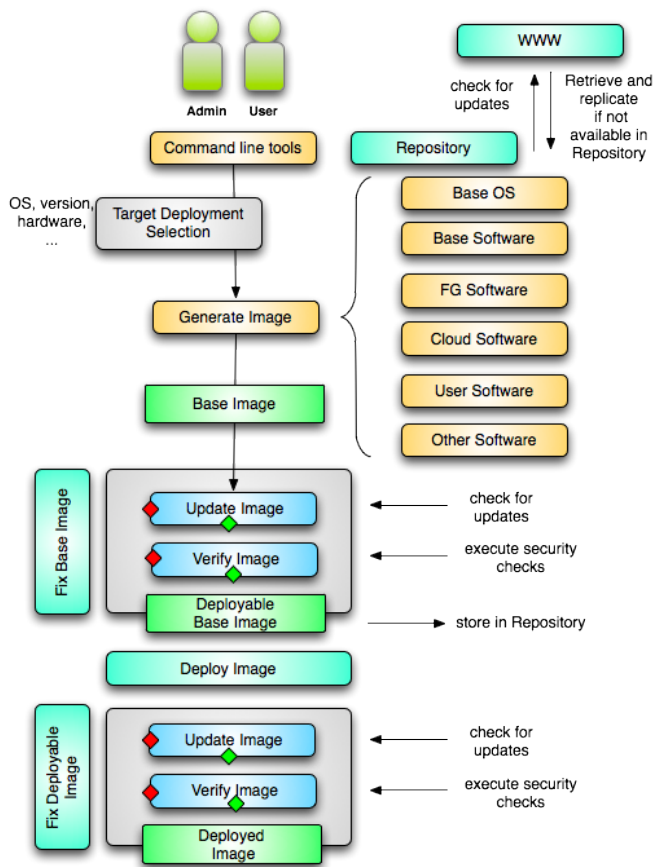 WWW
Admin
User
check for
updates
Retrieve and
replicate
if not
available in
Repository
Command line tools
Repository
OS, version,
hardware,
...
Target Deployment
Selection
Base OS
Base Software
Generate Image
FG Software
Cloud Software
Base Image
User Software
Other Software
Fix Base Image
Update Image
check for
updates
Verify Image
execute security
checks
Deployable
Base Image
store in Repository
Deploy Image
Fix Deployable
Image
Update Image
check for
updates
Verify Image
execute security
checks
Deployed
Image